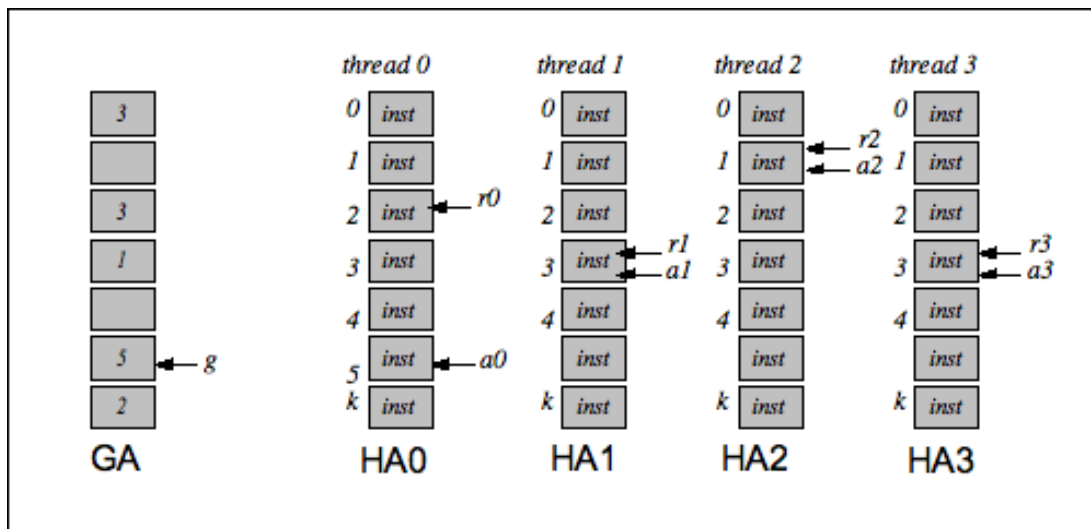 thread 0 thread 1 thread 2 thread 3
3 0 inst 0 inst 0 inst 0 inst
1 inst 1 inst 1 inst r2 a2 1 inst
3 2 inst r0 2 inst 2 inst 2 inst
1 3 inst 3 inst r1 a1 3 inst 3 inst r3 a3
4 inst 4 inst 4 inst 4 inst
5 g 5 inst a0 inst inst inst
2 k inst k inst k inst k inst
GA HA0 HA1 HA2 HA3